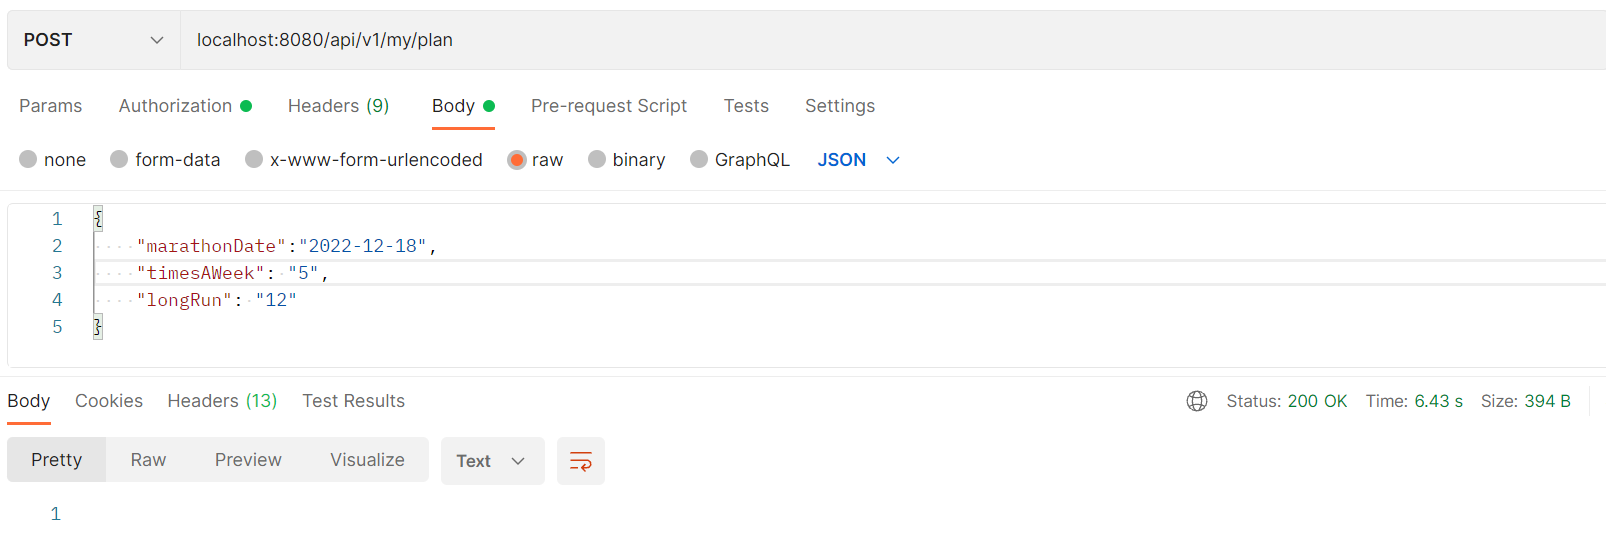 POST localhost:8080/api/v1/my/plan
Params Authorization Headers (9) Body Pre-request Script Tests Settings
none form-data x-www-form-urlencoded raw binary GraphQL JSON
1 {
2 "marathonDate":"2022-12-18",
3 "timesAWeek": "5",
4 "longRun": "12"
5 }
Body Cookies Headers (13) Test Results Status: 200 OK Time: 6.43 s Size: 394 B
Pretty Raw Preview Visualize Text
1